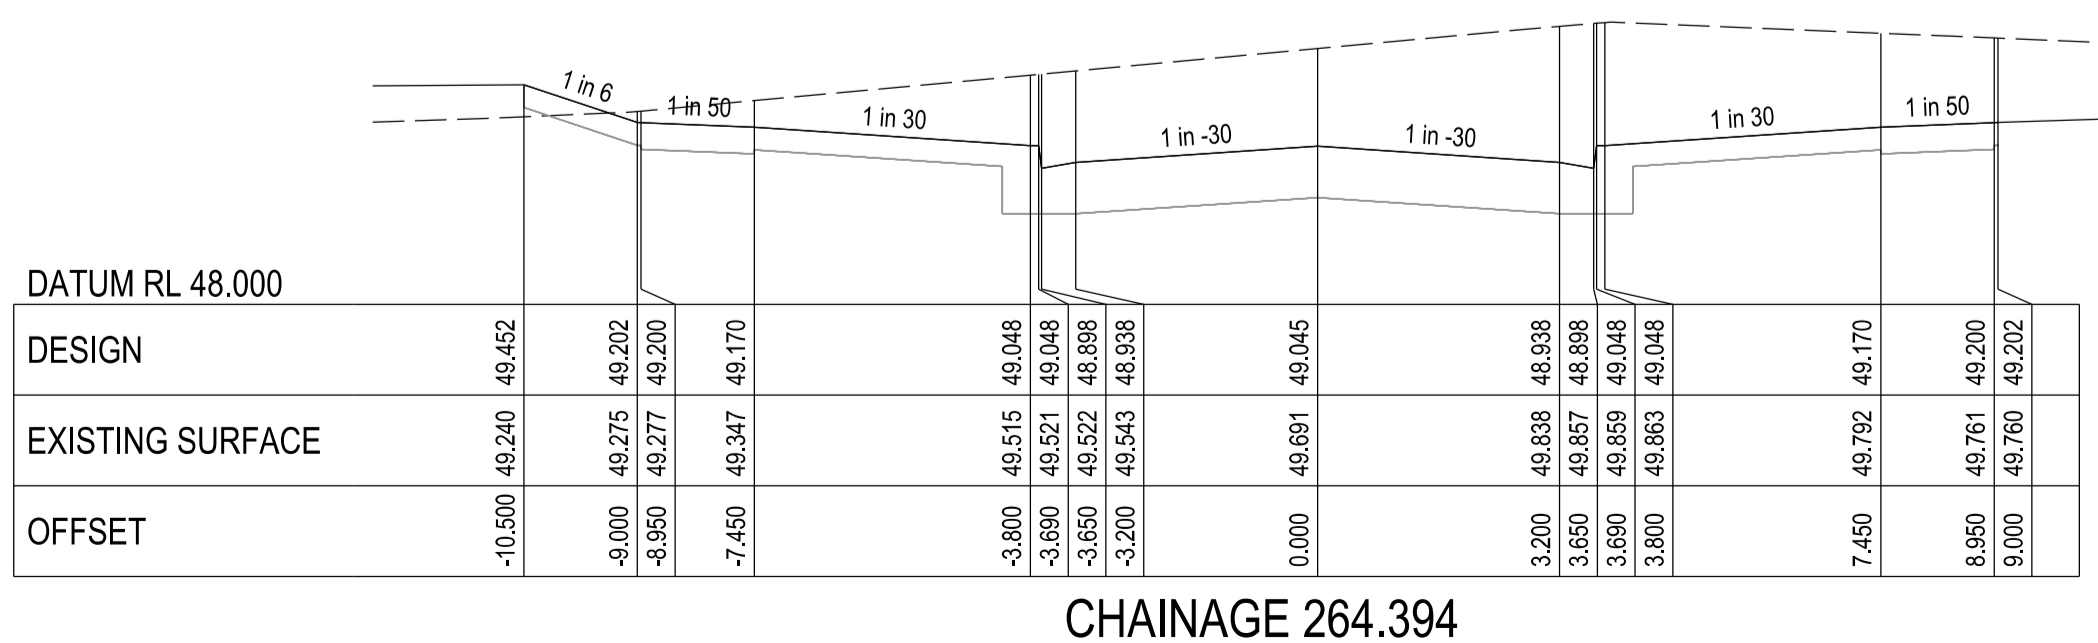 1 in 6
1 in 50
1 in 30
1 in -30
1 in -30
1 in 30
1 in 50
DATUM RL 48.000
DESIGN 49.452 49.202 49.200 49.170 49.048 49.048 48.898 48.938 49.045 48.938 48.898 49.048 49.048 49.170 49.200 49.202
EXISTING SURFACE 49.240 49.275 49.277 49.347 49.515 49.521 49.522 49.543 49.691 49.838 49.857 49.859 49.863 49.792 49.761 49.760
OFFSET -10.500 -9.000 -8.950 -7.450 -3.800 -3.690 -3.650 -3.200 0.000 3.200 3.650 3.690 3.800 7.450 8.950 9.000
CHAINAGE 264.394